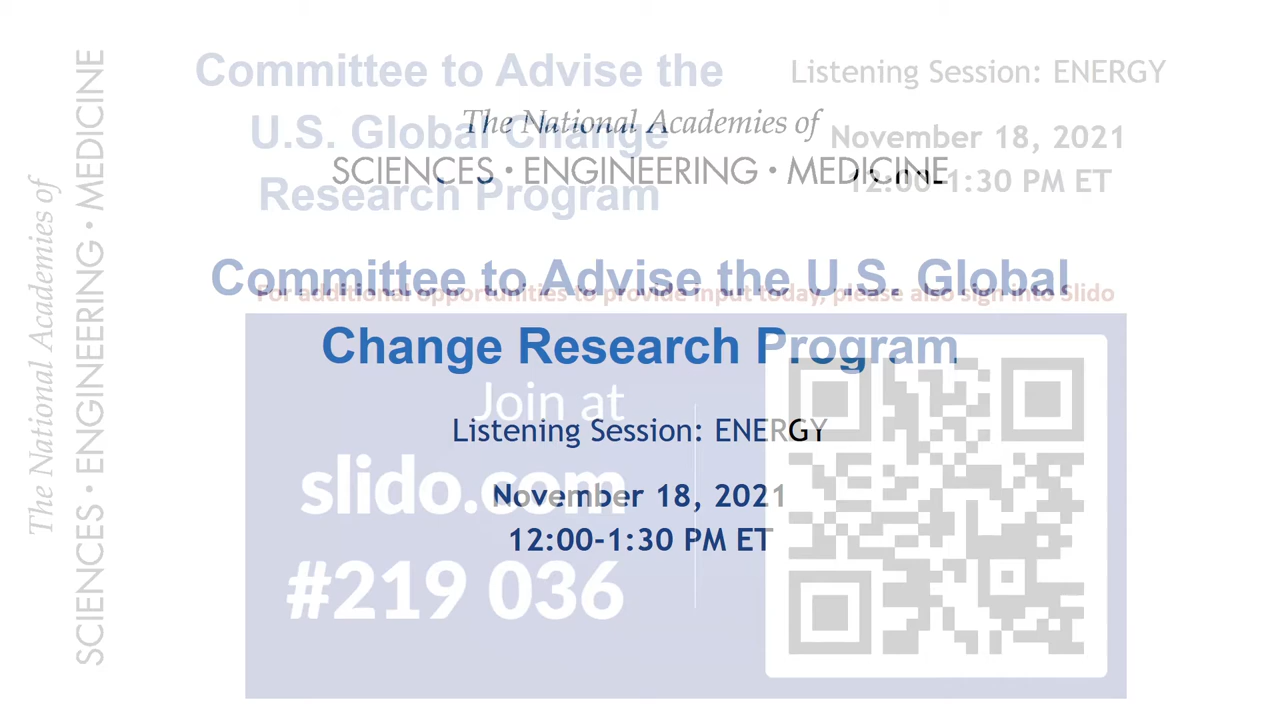 The National Academies of
SCIENCES • ENGINEERING • MEDICINE
Committee to Advise the
U.S. Global Change
Research Program
Listening Session: ENERGY
November 18, 2021
12:00-1:30 PM ET
The National Academies of
SCIENCES • ENGINEERING • MEDICINE
Committee to Advise the U.S. Global
Change Research Program
Listening Session: ENERGY
November 18, 2021
12:00-1:30 PM ET
For additional opportunities to provide input today, please also sign into Slido
Join at
slido.com
#219 036